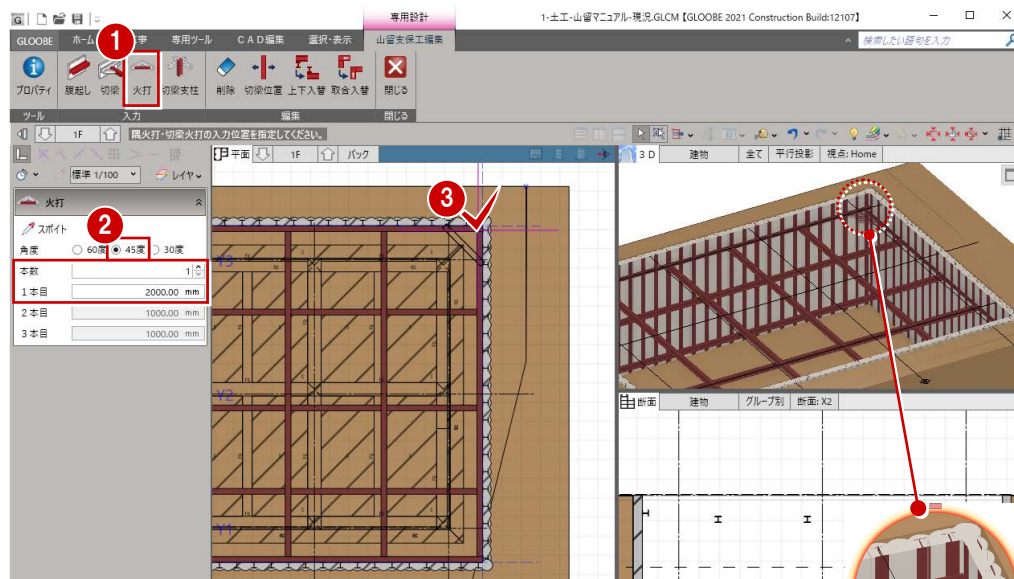 専用設計
1-土工-山留マニュアル-現況.GLCM【GLOOBE 2021 Construction Build:12107】
GLOOBE
専用ツール
CAD編集
選択・表示
山留支保工編集
検索したい語句を入力
1
プロパティ
腹起し
切梁
火打
切梁支柱
削除
切梁位置
上下入替
取合入替
閉じる
ツール
入力
編集
閉じる
1F
隅火打・切梁火打の入力位置を指定してください。
平面
1F
バック
3D
建物
全て
平行投影
視点: Home
標準 1/100
レイヤ
火打
2
3
スポイト
角度
60度
45度
30度
本数
1
1本目
2000.00 mm
2本目
1000.00 mm
3本目
1000.00 mm
Y3
Y2
Y1
断面
建物
グループ別
断面: X2